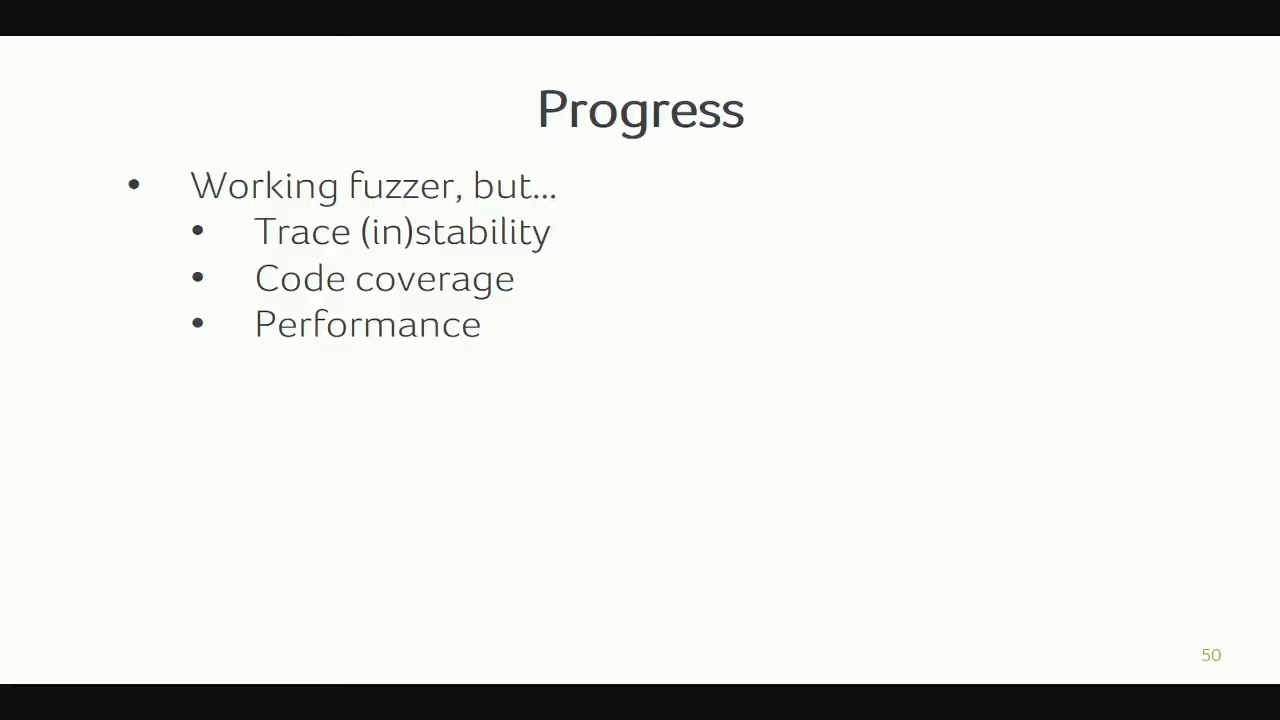 Progress
• Working fuzzer, but...
• Trace (in)stability
• Code coverage
• Performance
50